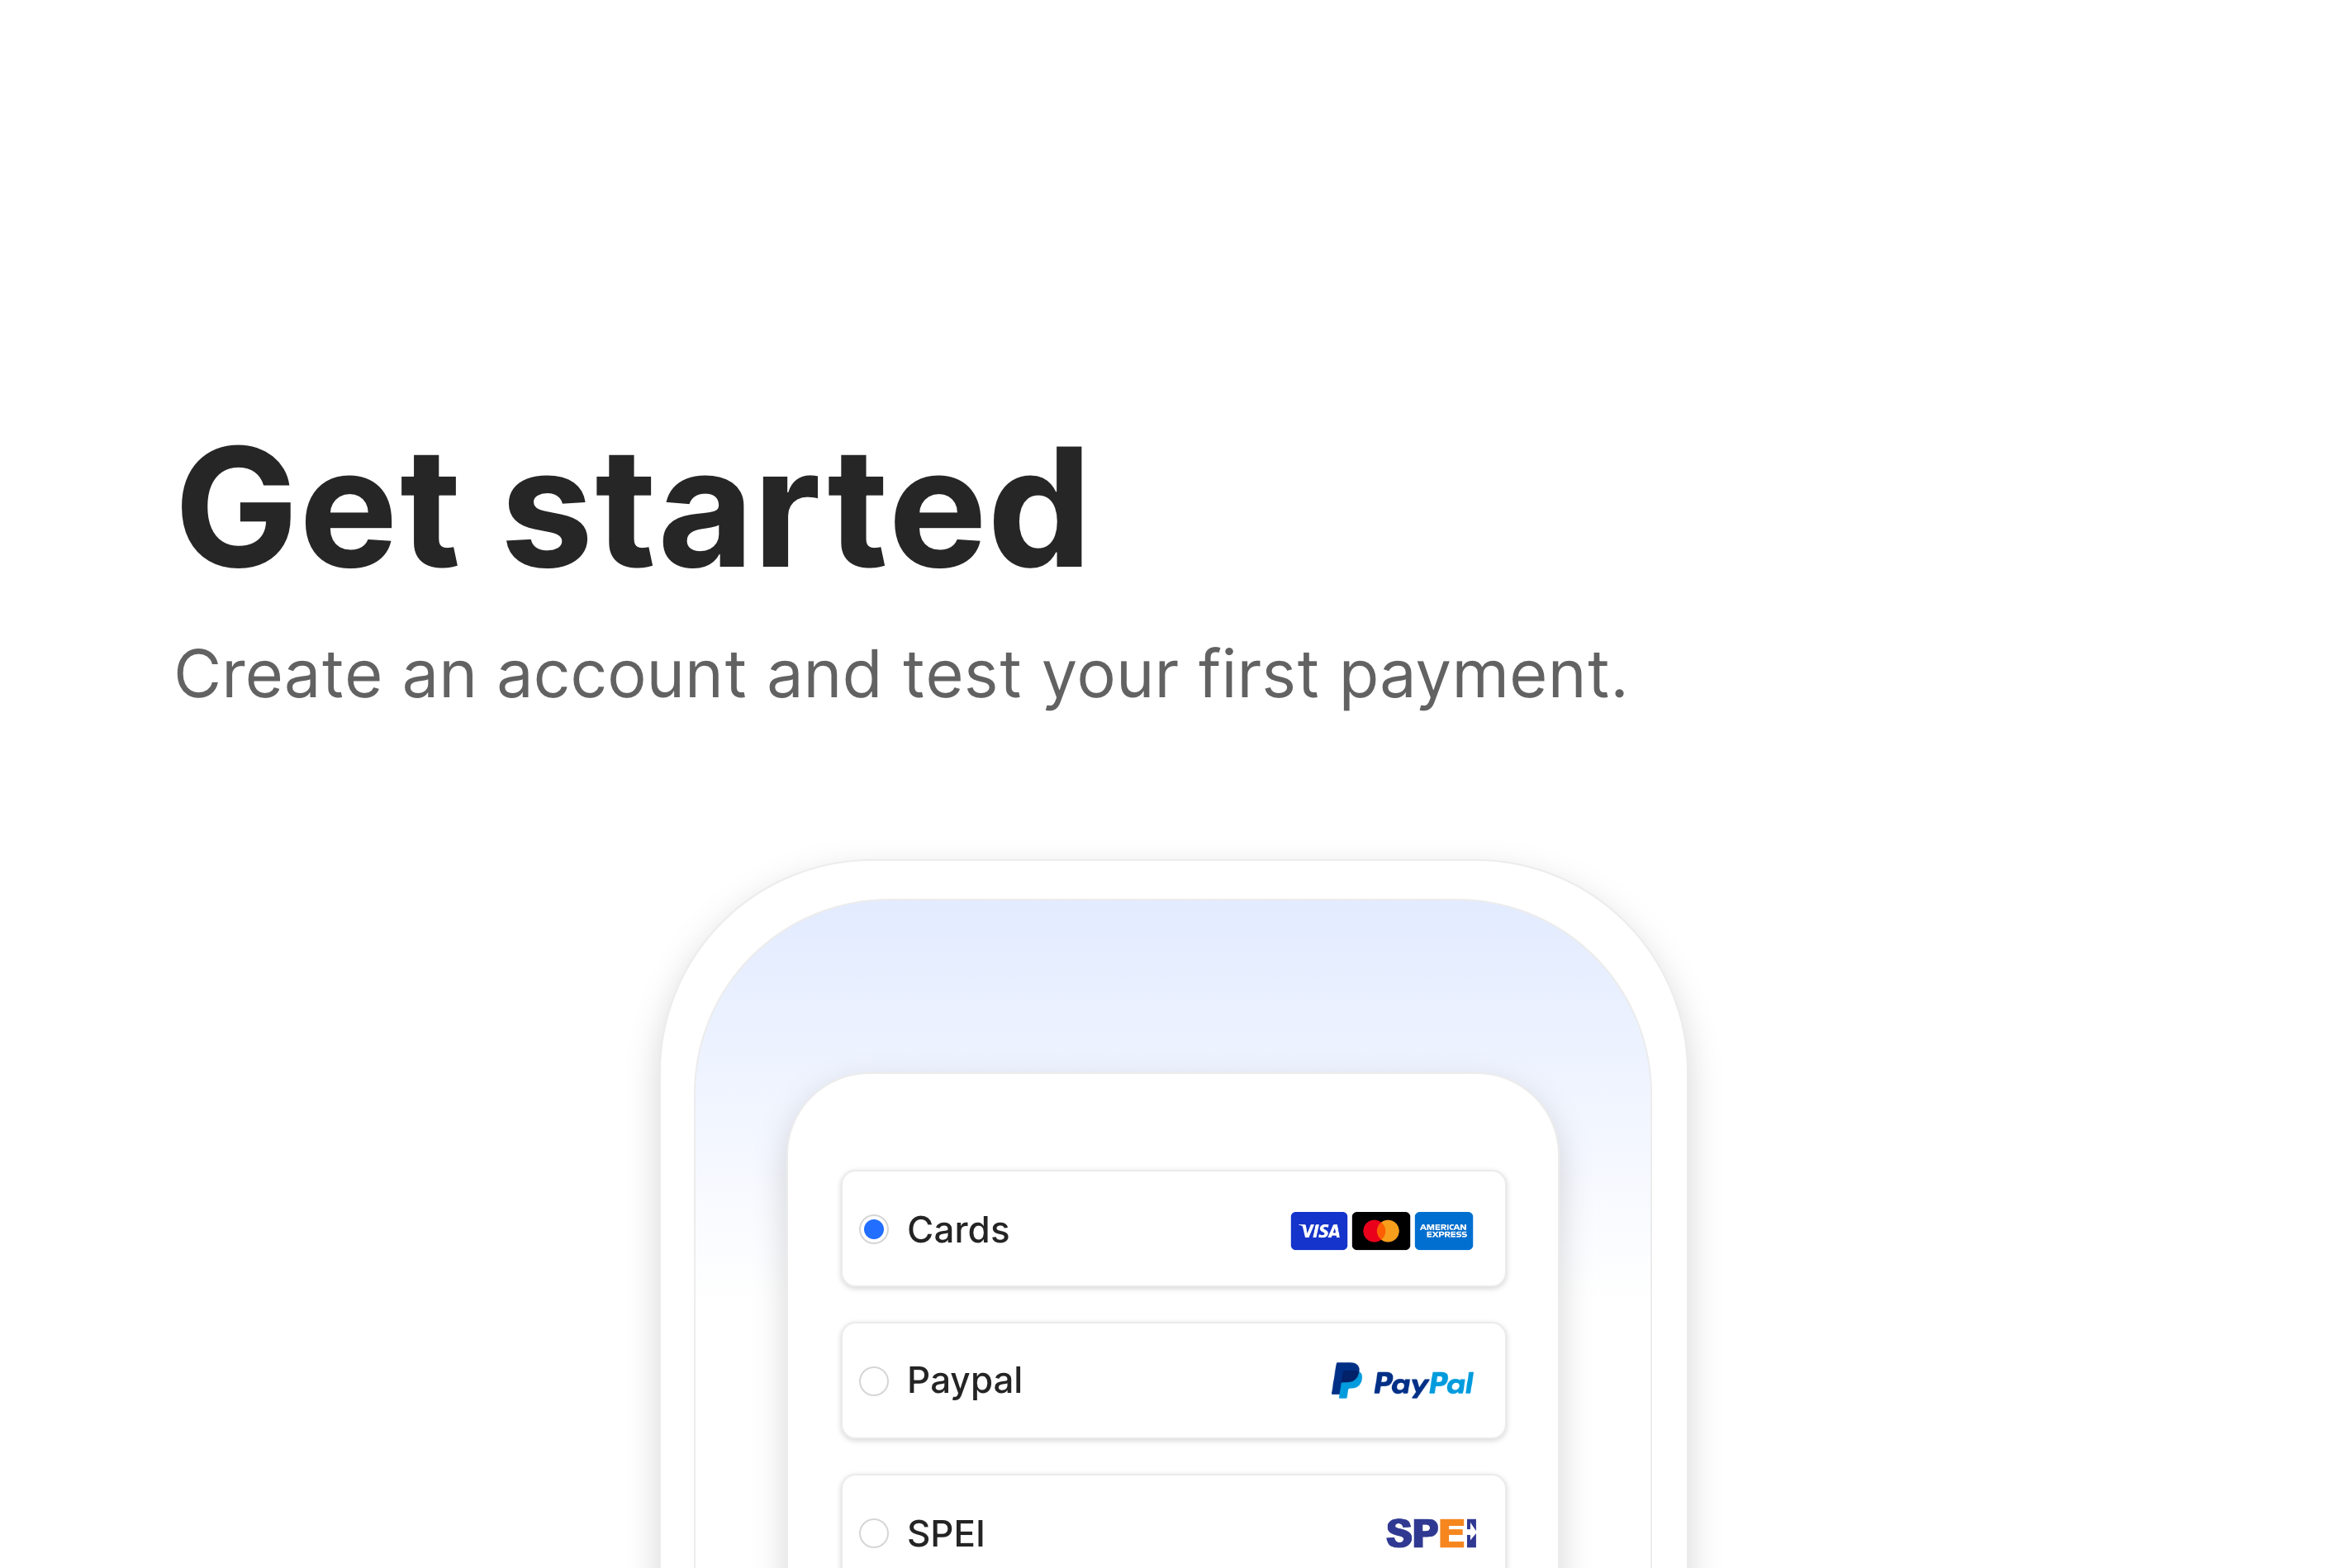 Get started
Create an account and test your first payment.
Cards VISA AMERICAN EXPRESS
Paypal PayPal
SPEI SPEI